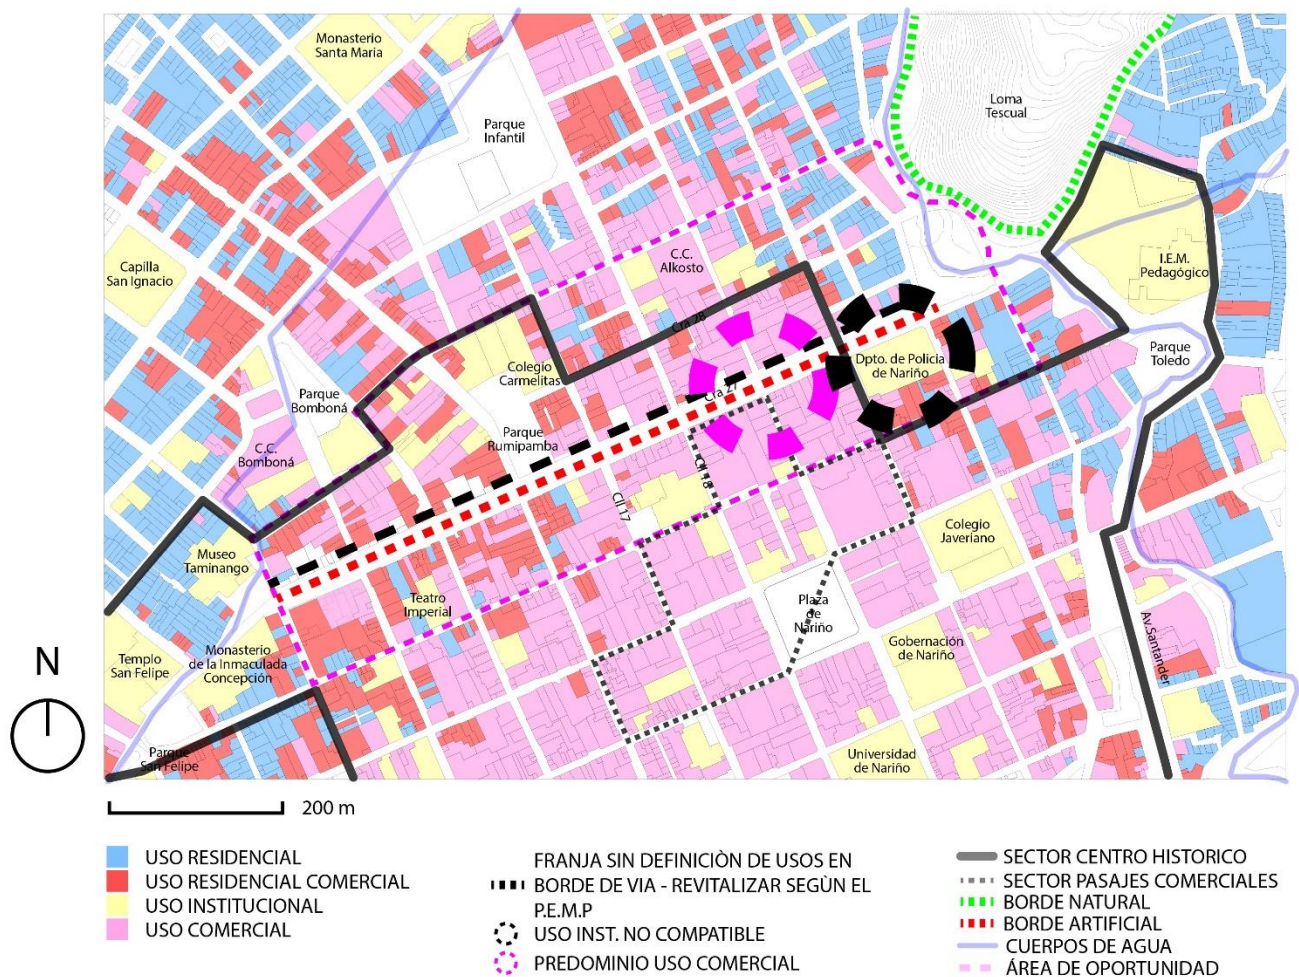 Monasterio
Santa Maria
Parque
Infantil
Loma
Tescual
Capilla
San Ignacio
C.C.
Alkosto
I.E.M.
Pedagógico
Cra 28
Parque
Toledo
Dpto. de Policia
de Nariño
Colegio
Carmelitas
Cra 27
Parque
Bomboná
Parque
Rumipamba
C.C.
Bomboná
Cll 18
Cll 17
Colegio
Javeriano
Museo
Taminango
Teatro
Imperial
Plaza
de
Nariño
Gobernación
de Nariño
Av.Santander
Templo
San Felipe
Monasterio
de la Inmaculada
Concepción
Parque
San Felipe
Universidad
de Nariño
N
200 m
USO RESIDENCIAL
USO RESIDENCIAL COMERCIAL
USO INSTITUCIONAL
USO COMERCIAL
FRANJA SIN DEFINICIÒN DE USOS EN
BORDE DE VIA - REVITALIZAR SEGÙN EL
P.E.M.P
USO INST. NO COMPATIBLE
PREDOMINIO USO COMERCIAL
SECTOR CENTRO HISTORICO
SECTOR PASAJES COMERCIALES
BORDE NATURAL
BORDE ARTIFICIAL
CUERPOS DE AGUA
ÁREA DE OPORTUNIDAD